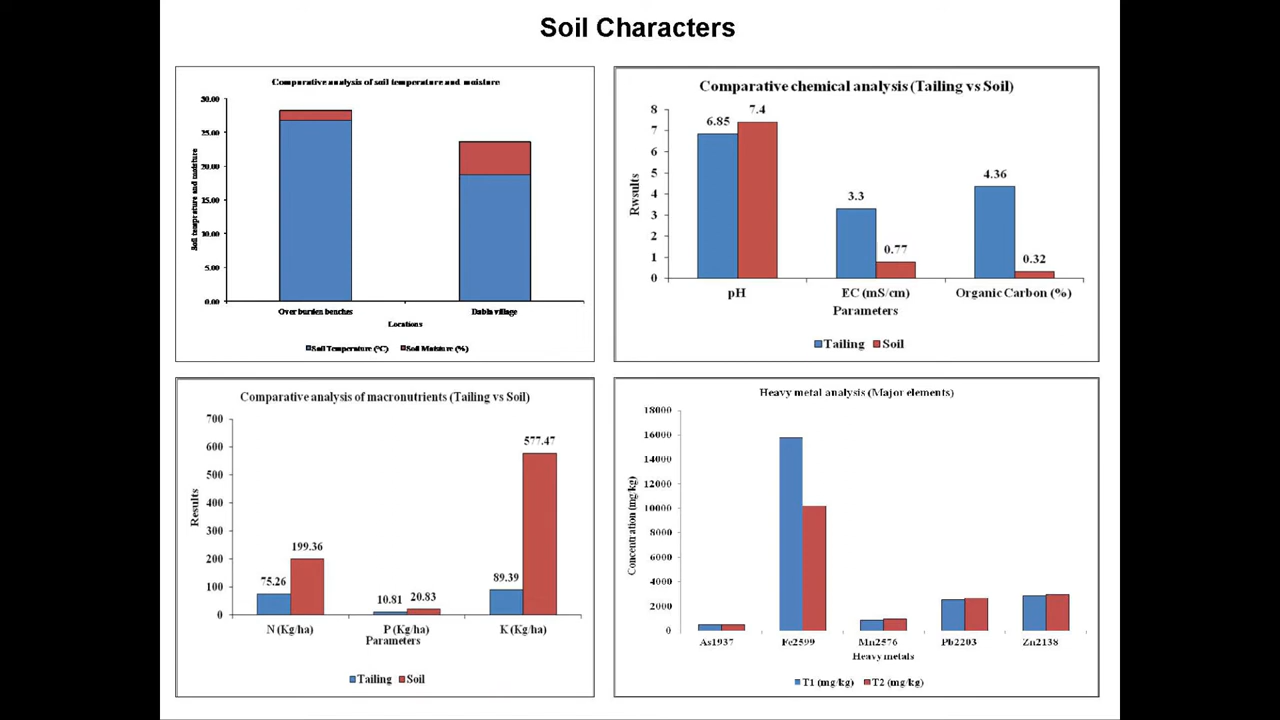 Soil Characters
Comparative analysis of soil temperature and moisture
30.00
25.00
20.00
15.00
10.00
5.00
0.00
Soil temeprature and moisture
Over burden benches
Dabla village
Locations
Soil Temperature (°C)
Soil Moisture (%)
Comparative chemical analysis (Tailing vs Soil)
8
7
6
5
4
3
2
1
0
Rwsults
6.85
7.4
3.3
0.77
4.36
0.32
pH
EC (mS/cm)
Organic Carbon (%)
Parameters
Tailing
Soil
Comparative analysis of macronutrients (Tailing vs Soil)
700
600
500
400
300
200
100
0
Results
75.26
199.36
10.81
20.83
89.39
577.47
N (Kg/ha)
P (Kg/ha)
K (Kg/ha)
Parameters
Tailing
Soil
Heavy metal analysis (Major elements)
18000
16000
14000
12000
10000
8000
6000
4000
2000
0
Concentration (mg/kg)
As1937
Fe2599
Mn2576
Pb2203
Zn2138
Heavy metals
T1 (mg/kg)
T2 (mg/kg)